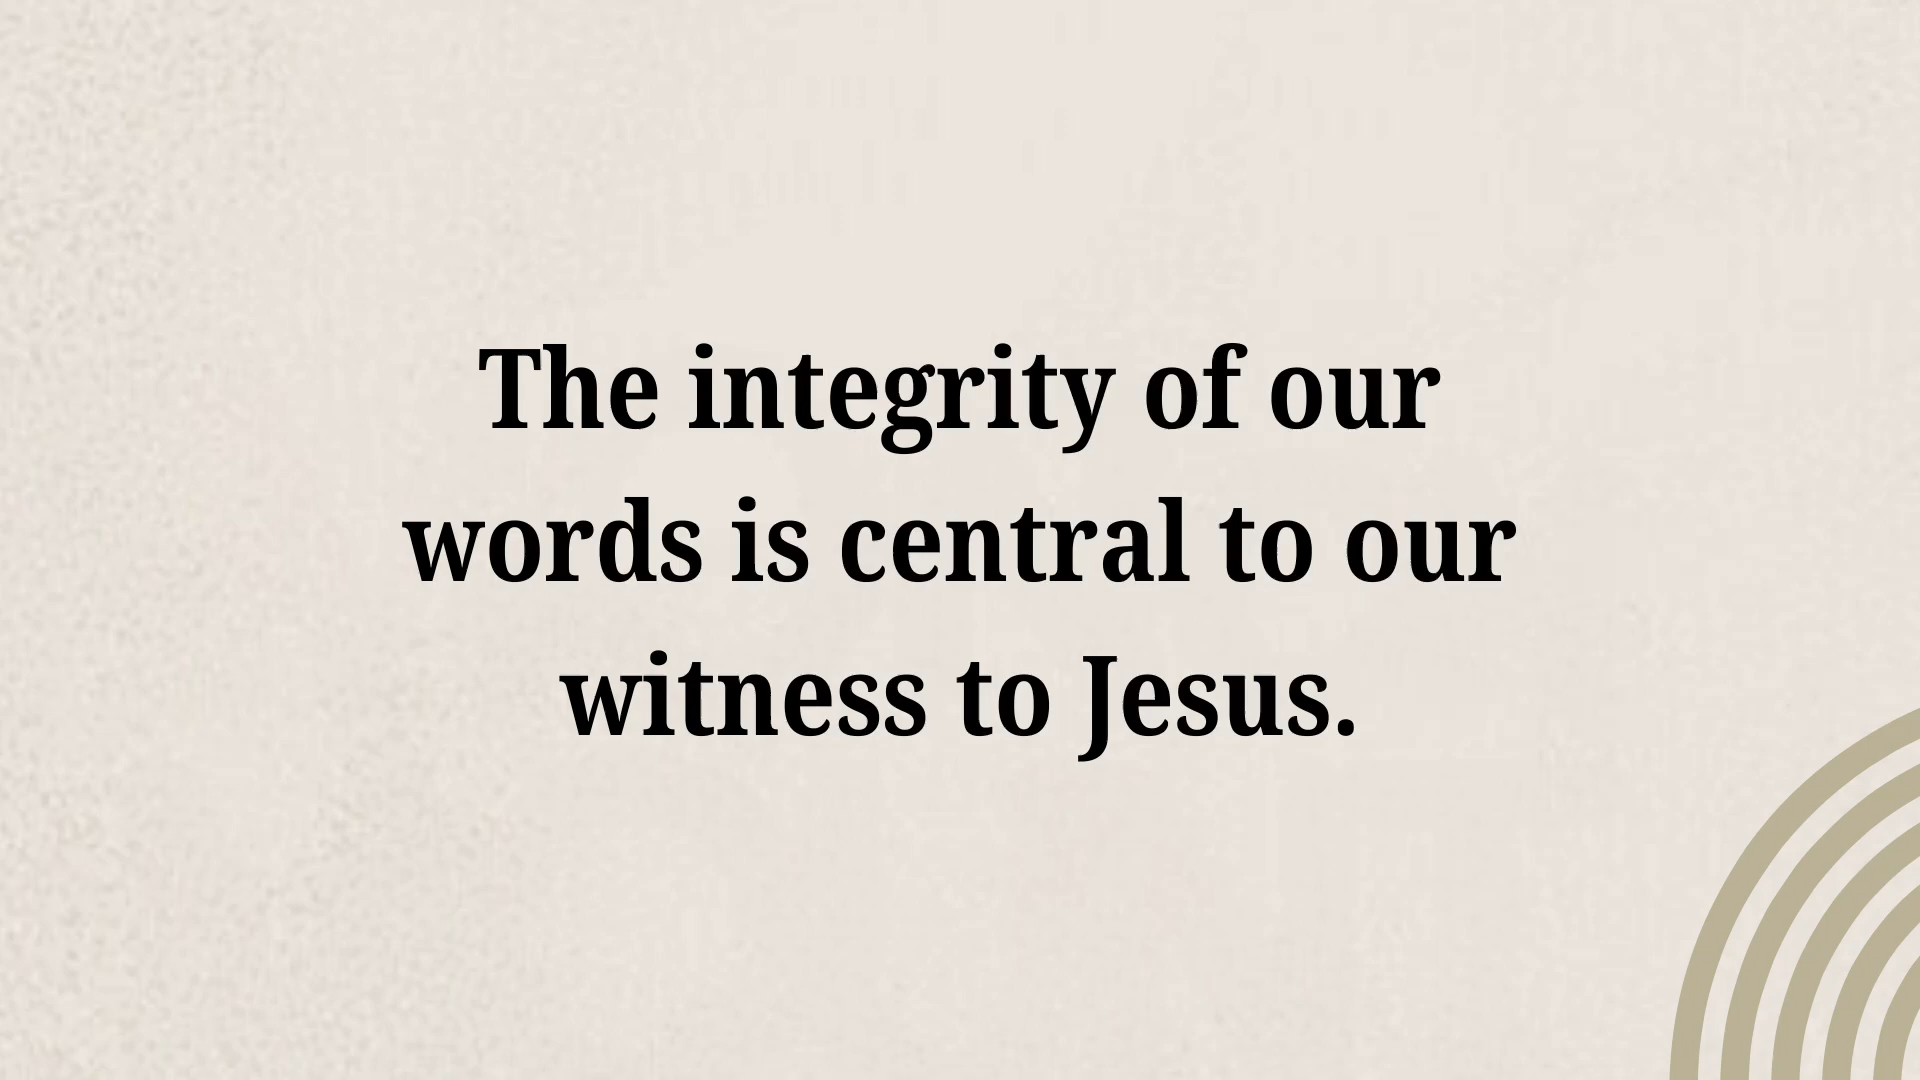 The integrity of our
words is central to our
witness to Jesus.